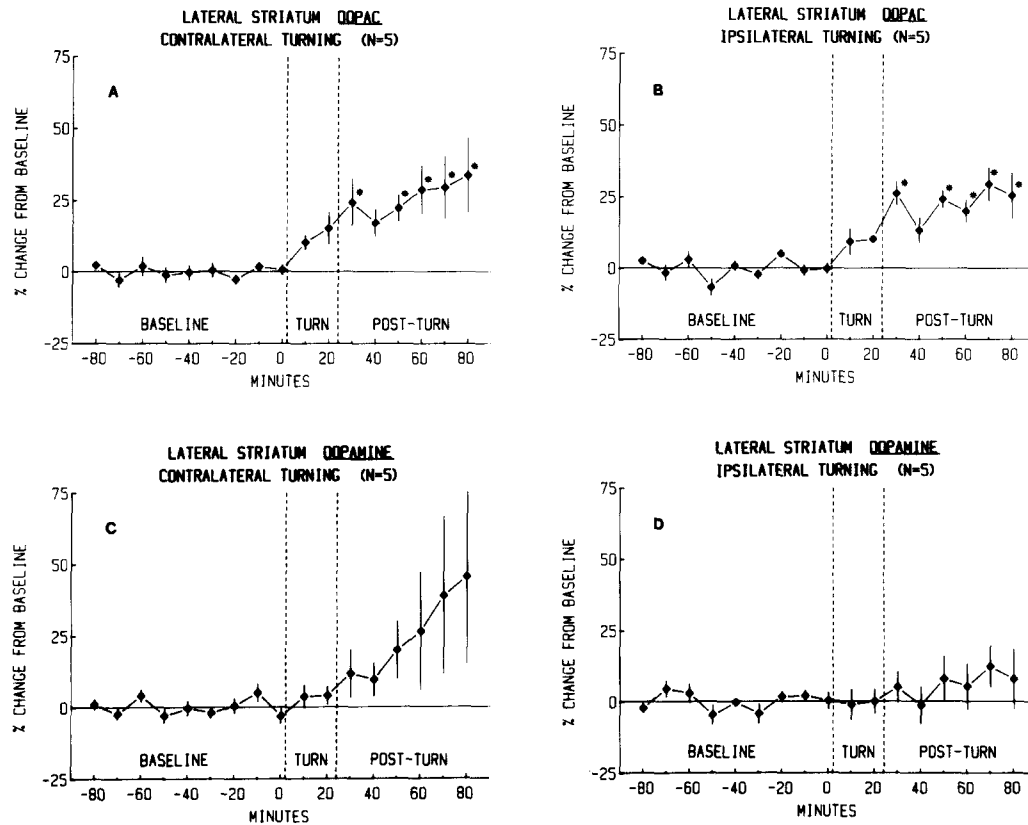 LATERAL STRIATUM DOPAC
CONTRALATERAL TURNING (N=5)
A
% CHANGE FROM BASELINE
75
50
25
0
-25
* * * * *
BASELINE TURN POST-TURN
-80 -60 -40 -20 0 20 40 60 80
MINUTES
LATERAL STRIATUM DOPAC
IPSILATERAL TURNING (N=5)
B
% CHANGE FROM BASELINE
75
50
25
0
-25
* * * * *
BASELINE TURN POST-TURN
-80 -60 -40 -20 0 20 40 60 80
MINUTES
LATERAL STRIATUM DOPAMINE
CONTRALATERAL TURNING (N=5)
C
% CHANGE FROM BASELINE
75
50
25
0
-25
BASELINE TURN POST-TURN
-80 -60 -40 -20 0 20 40 60 80
MINUTES
LATERAL STRIATUM DOPAMINE
IPSILATERAL TURNING (N=5)
D
% CHANGE FROM BASELINE
75
50
25
0
-25
BASELINE TURN POST-TURN
-80 -60 -40 -20 0 20 40 60 80
MINUTES